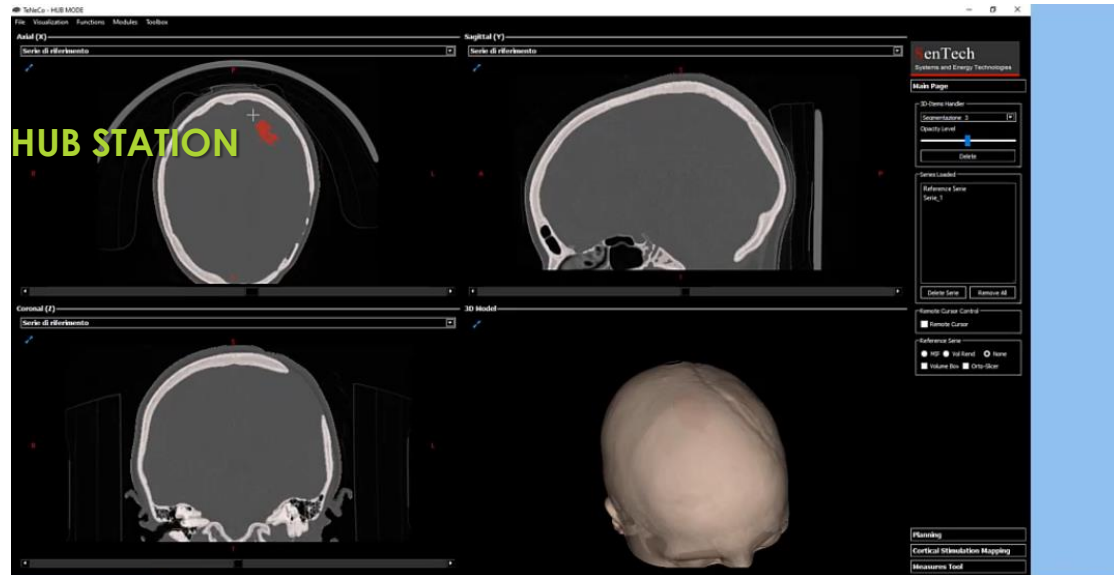 TeNeCo - HUB MODE
File Visualization Functions Modules Toolbox
Axial (X)
Serie di riferimento
Sagittal (Y)
Serie di riferimento
HUB STATION
Coronal (Z)
Serie di riferimento
3D Model
SenTech
Systems and Energy Technologies
Main Page
3D-Items Handler
Segmentazione 3
Opacity Level
Delete
Series Loaded
Reference Serie
Serie_1
Delete Serie Remove All
Remote Cursor Control
Remote Cursor
Reference Serie
MIP Vol Rend None
Volume Box Orto-Slicer
Planning
Cortical Stimulation Mapping
Measures Tool